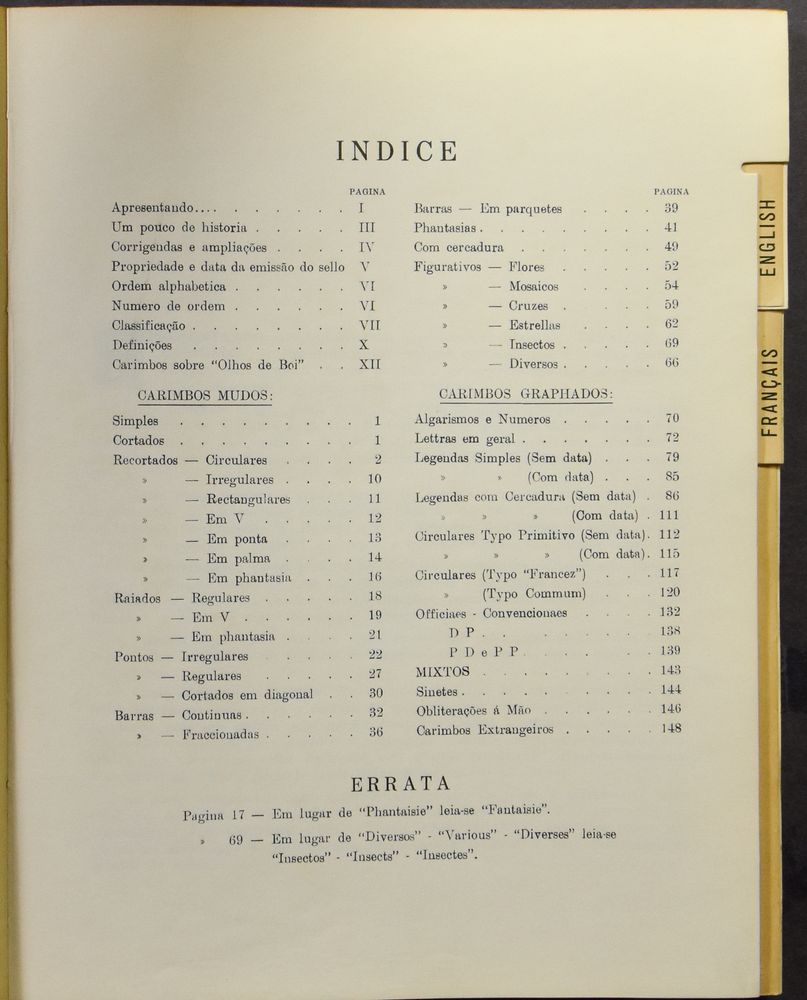 INDICE
PAGINA
Apresentando.... . . . . . . I
Um pouco de historia . . . . . III
Corrigendas e ampliações . . . . IV
Propriedade e data da emissão do sello V
Ordem alphabetica . . . . . . VI
Numero de ordem . . . . . . VI
Classificação . . . . . . . . VII
Definições . . . . . . . . X
Carimbos sobre “Olhos de Boi” . . XII
CARIMBOS MUDOS:
Simples . . . . . . . . . 1
Cortados . . . . . . . . . 1
Recortados — Circulares . . . . 2
» — Irregulares . . . . 10
» — Rectangulares . . . 11
» — Em V . . . . . 12
» — Em ponta . . . . 13
» — Em palma . . . . 14
» — Em phantasia . . . 16
Raiados — Regulares . . . . . 18
» — Em V . . . . . . 19
» — Em phantasia . . . . 21
Pontos — Irregulares . . . . 22
» — Regulares . . . . . 27
» — Cortados em diagonal . . 30
Barras — Continuas . . . . . . 32
» — Fraccionadas . . . . . 36
PAGINA
Barras — Em parquetes . . . . 39
Phantasias . . . . . . . . . 41
Com cercadura . . . . . . . 49
Figurativos — Flores . . . . . 52
» — Mosaicos . . . . 54
» — Cruzes . . . . . 59
» — Estrellas . . . . 62
» — Insectos . . . . . 69
» — Diversos . . . . . 66
CARIMBOS GRAPHADOS:
Algarismos e Numeros . . . . . 70
Lettras em geral . . . . . . . 72
Legendas Simples (Sem data) . . . 79
» » (Com data) . . . 85
Legendas com Cercadura (Sem data) . 86
» » » (Com data) . 111
Circulares Typo Primitivo (Sem data). 112
» » » (Com data). 115
Circulares (Typo “Francez”) . . . 117
» (Typo Commum) . . . 120
Officiaes - Convencionaes . . . . 132
D P . . . . . . . . 138
P D e P P . . . . . . 139
MIXTOS . . . . . . . . . 143
Sinetes . . . . . . . . . . 144
Obliterações á Mão . . . . . . 146
Carimbos Extrangeiros . . . . . 148
ERRATA
Pagina 17 — Em lugar de “Phantaisie” leia-se “Fantaisie”.
» 69 — Em lugar de “Diversos” - “Various” - “Diverses” leia-se
“Insectos” - “Insects” - “Insectes”.
ENGLISH
FRANÇAIS